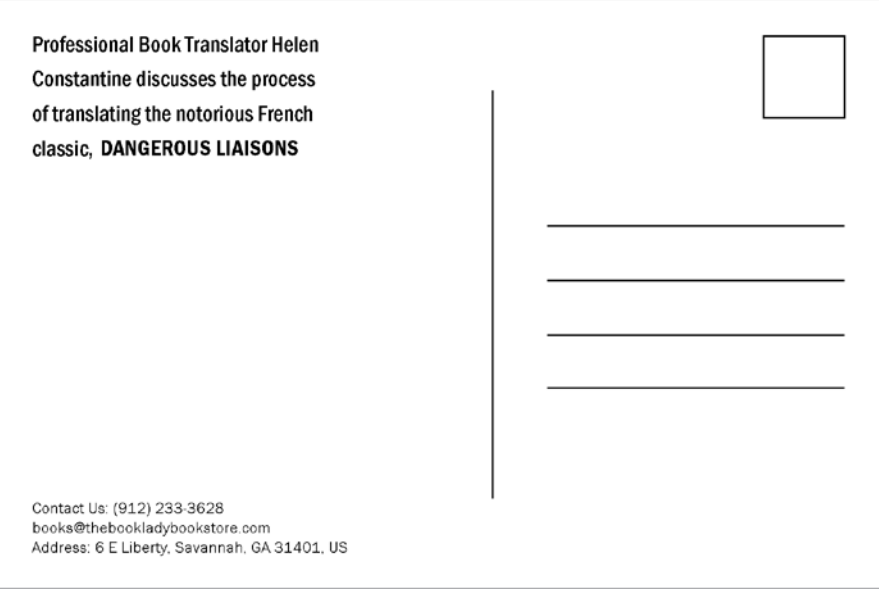 Professional Book Translator Helen
Constantine discusses the process
of translating the notorious French
classic, DANGEROUS LIAISONS
Contact Us: (912) 233-3628
books@thebookladybookstore.com
Address: 6 E Liberty, Savannah, GA 31401, US